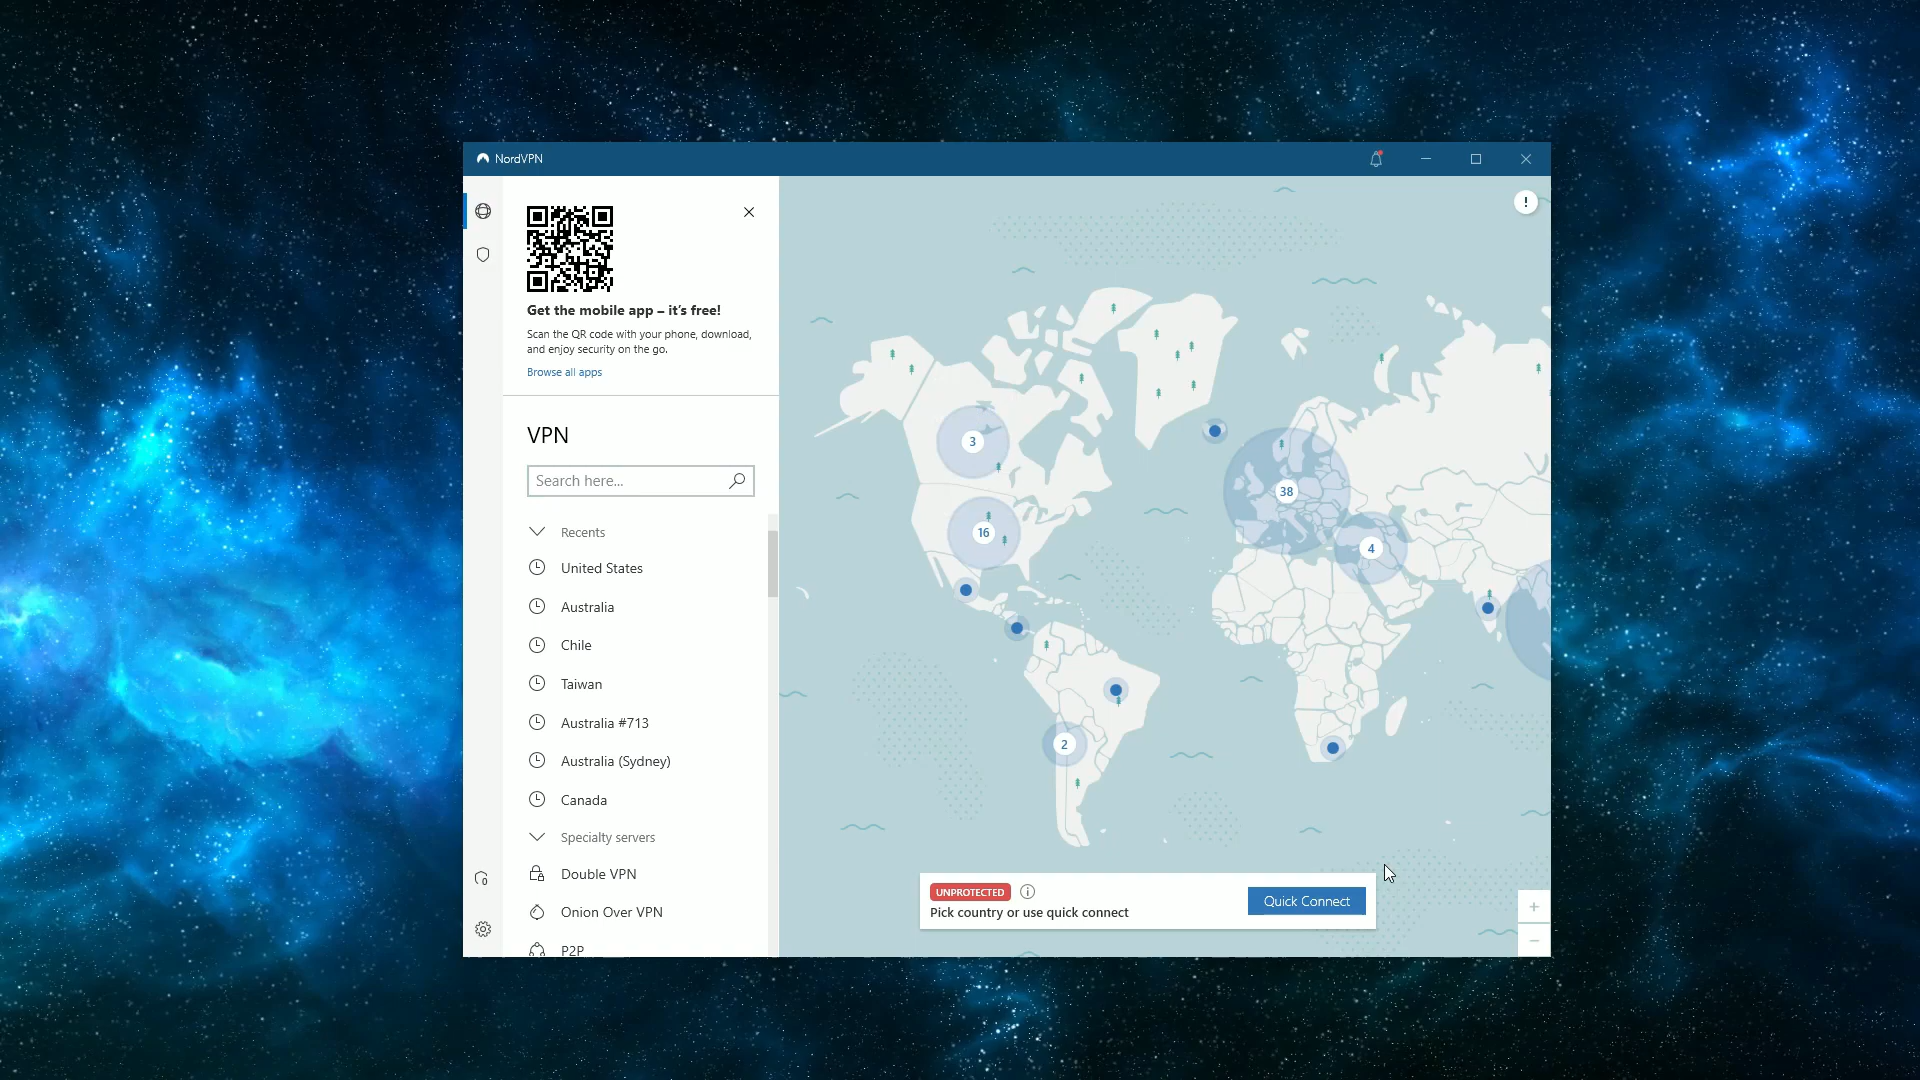 NordVPN
Get the mobile app – it's free!
Scan the QR code with your phone, download,
and enjoy security on the go.
Browse all apps
VPN
Search here...
Recents
United States
Australia
Chile
Taiwan
Australia #713
Australia (Sydney)
Canada
Specialty servers
Double VPN
Onion Over VPN
P2P
3
16
38
4
2
UNPROTECTED
Pick country or use quick connect
Quick Connect